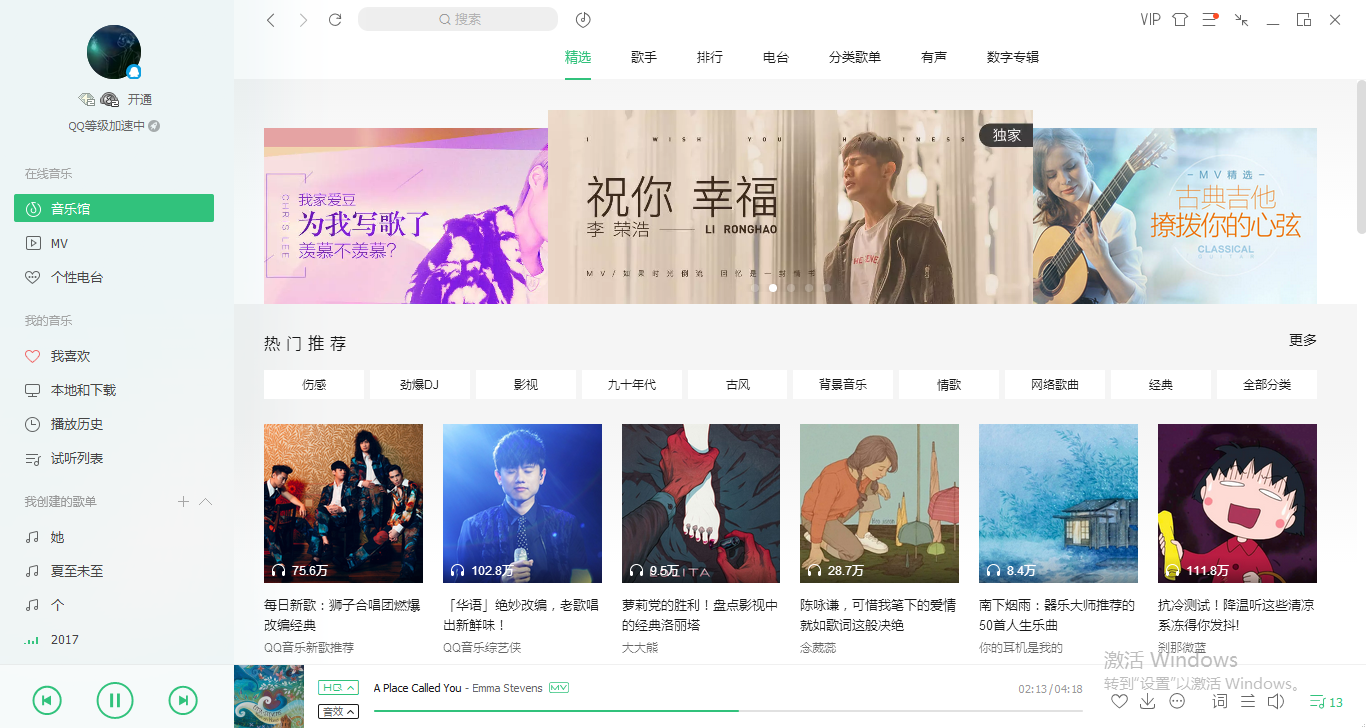 搜索
VIP
开通
QQ等级加速中
在线音乐
音乐馆
MV
个性电台
我的音乐
我喜欢
本地和下载
播放历史
试听列表
我创建的歌单
她
夏至未至
个
2017
精选 歌手 排行 电台 分类歌单 有声 数字专辑
CHRIS LEE
我家爱豆
为我写歌了
羡慕不羡慕?
I WISH YOU HAPPINESS
独家
祝你 幸福
李荣浩 —— LI RONGHAO
MV/如果时光倒流 回忆是一封情书
–MV精选–
古典吉他
撩拨你的心弦
CLASSICAL
GUITAR
热门推荐
更多
伤感 劲爆DJ 影视 九十年代 古风 背景音乐 情歌 网络歌曲 经典 全部分类
75.6万
每日新歌：狮子合唱团燃爆
改编经典
QQ音乐新歌推荐
102.8万
「华语」绝妙改编，老歌唱
出新鲜味！
QQ音乐综艺侠
LOLITA
9.5万
萝莉党的胜利！盘点影视中
的经典洛丽塔
大大熊
28.7万
陈咏谦，可惜我笔下的爱情
就如歌词这般决绝
念藏蕊
8.4万
南下烟雨：器乐大师推荐的
50首人生乐曲
你的耳机是我的
111.8万
抗冷测试！降温听这些清凉
系冻得你发抖!
刹那微蓝
激活 Windows
转到"设置"以激活 Windows。
HQ
A Place Called You - Emma Stevens MV
音效
02:13/04:18
词
13